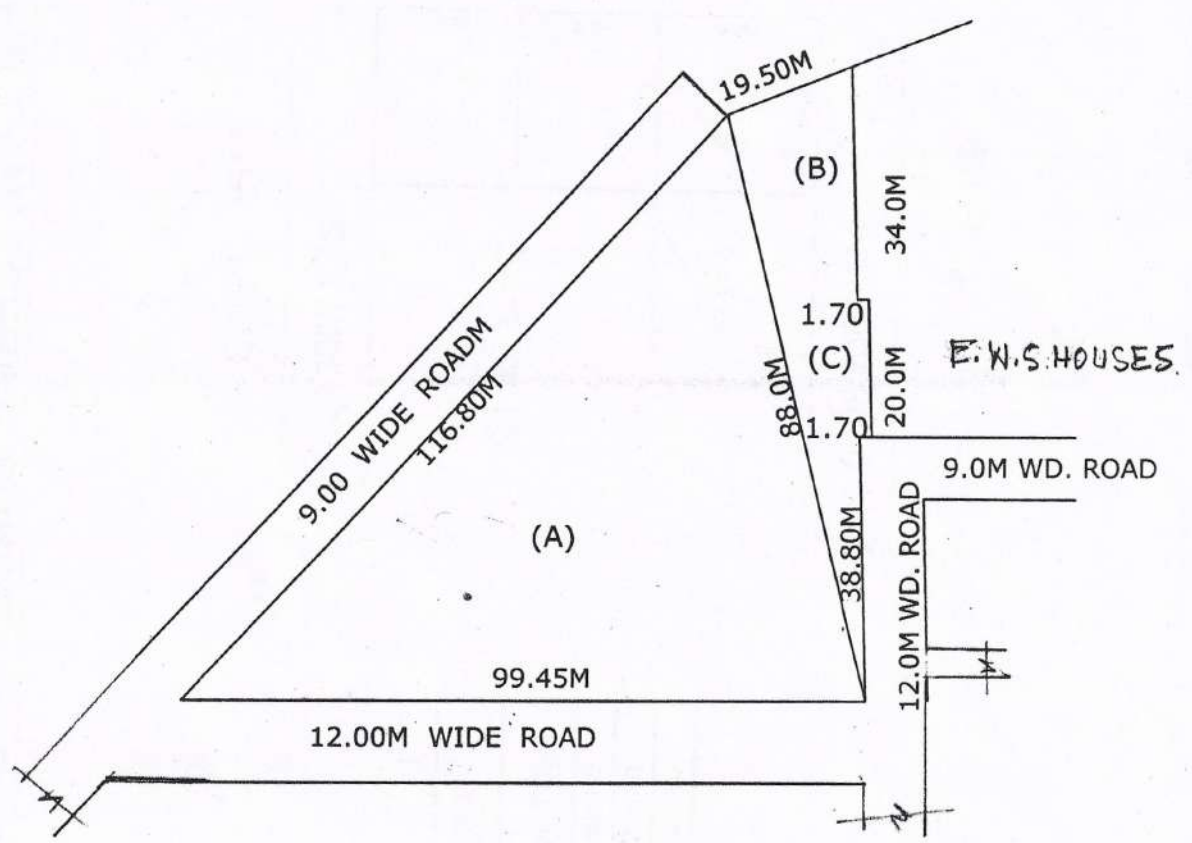 19.50M
(B)
34.0M
1.70
(C)
20.0M
E.W.S. HOUSES
9.00 WIDE ROADM
116.80M
88.0M
1.70
9.0M WD. ROAD
(A)
38.80M
12.0M WD. ROAD
99.45M
12.00M WIDE ROAD